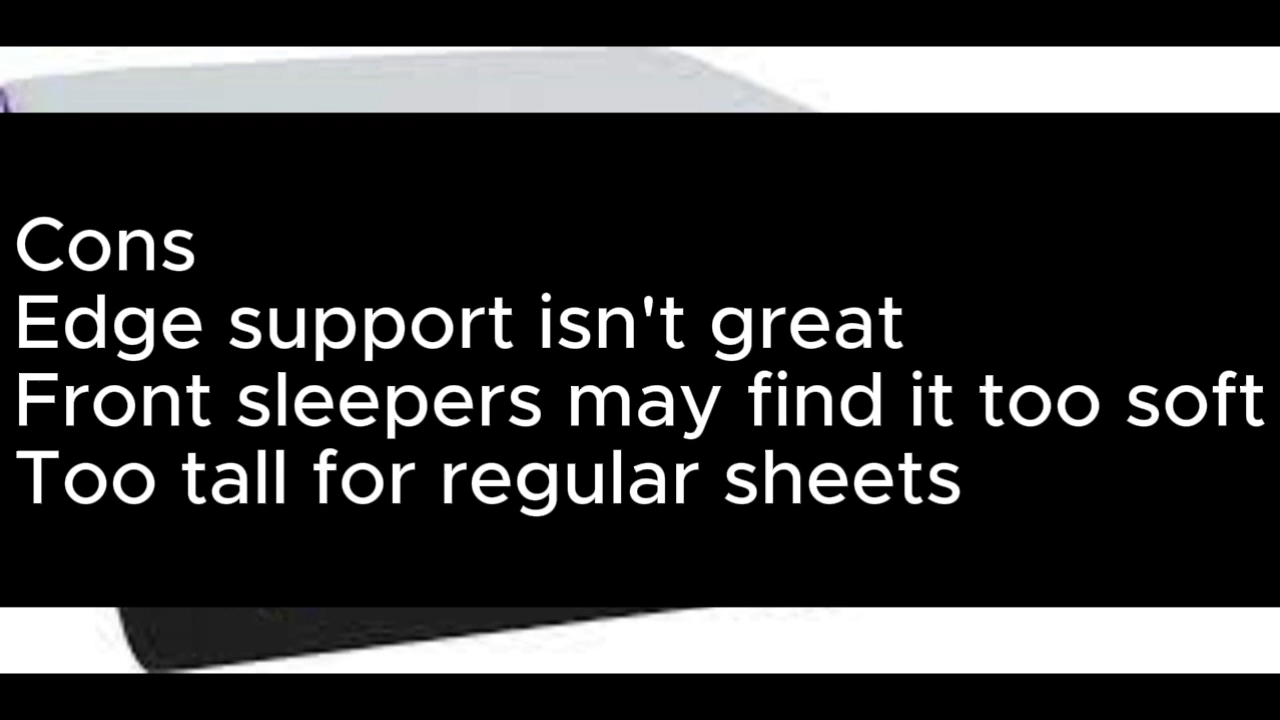 Cons
Edge support isn't great
Front sleepers may find it too soft
Too tall for regular sheets